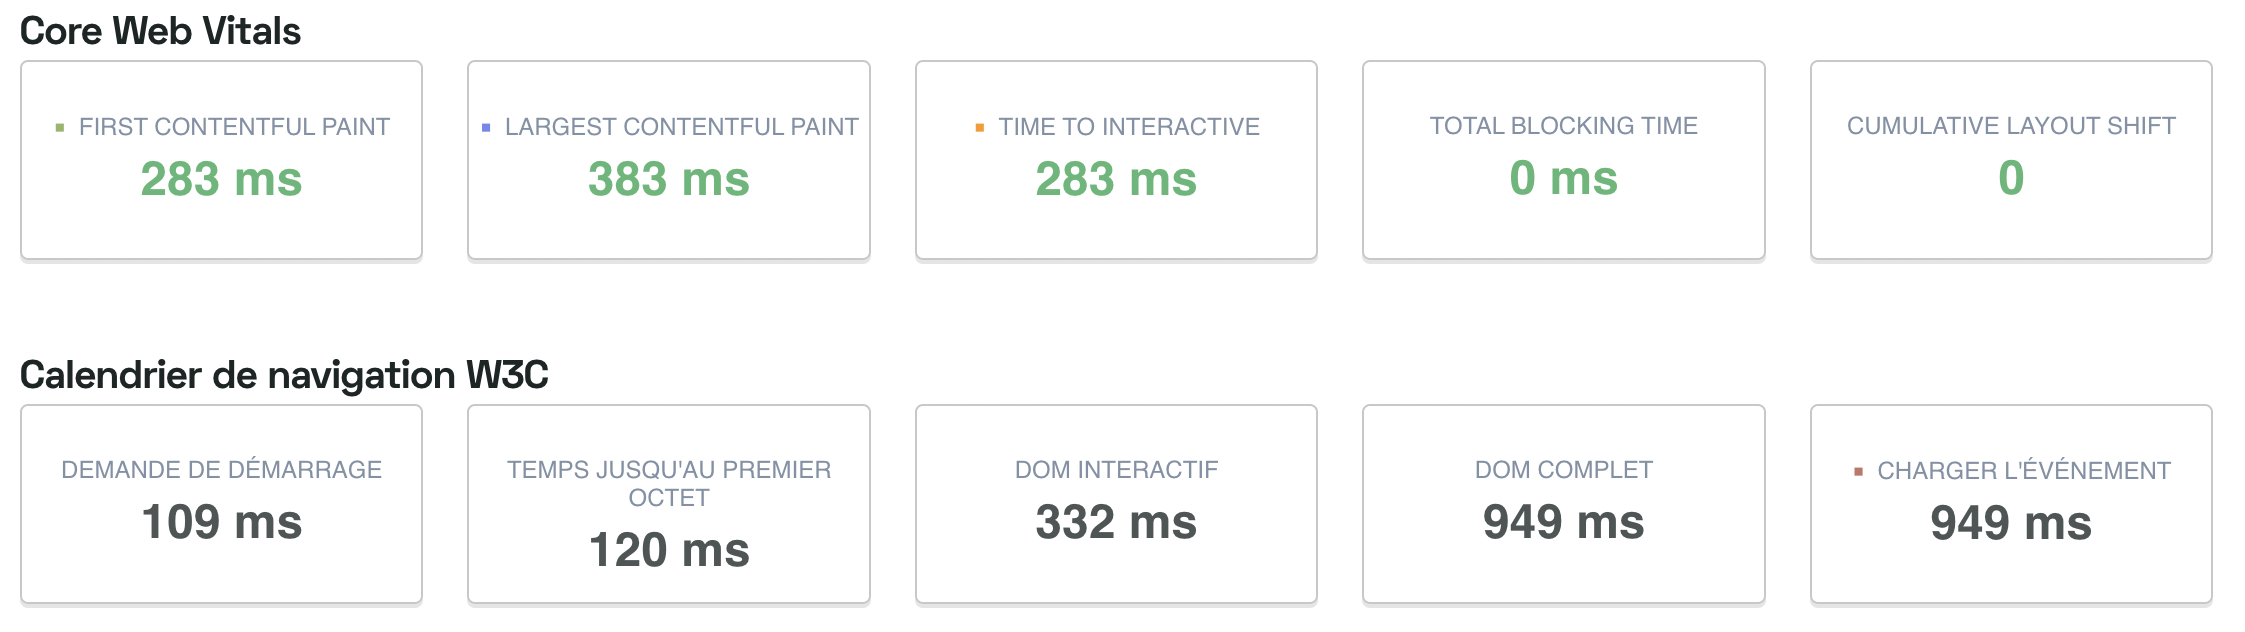 Core Web Vitals
FIRST CONTENTFUL PAINT
283 ms
LARGEST CONTENTFUL PAINT
383 ms
TIME TO INTERACTIVE
283 ms
TOTAL BLOCKING TIME
0 ms
CUMULATIVE LAYOUT SHIFT
0
Calendrier de navigation W3C
DEMANDE DE DÉMARRAGE
109 ms
TEMPS JUSQU'AU PREMIER
OCTET
120 ms
DOM INTERACTIF
332 ms
DOM COMPLET
949 ms
CHARGER L'ÉVÉNEMENT
949 ms